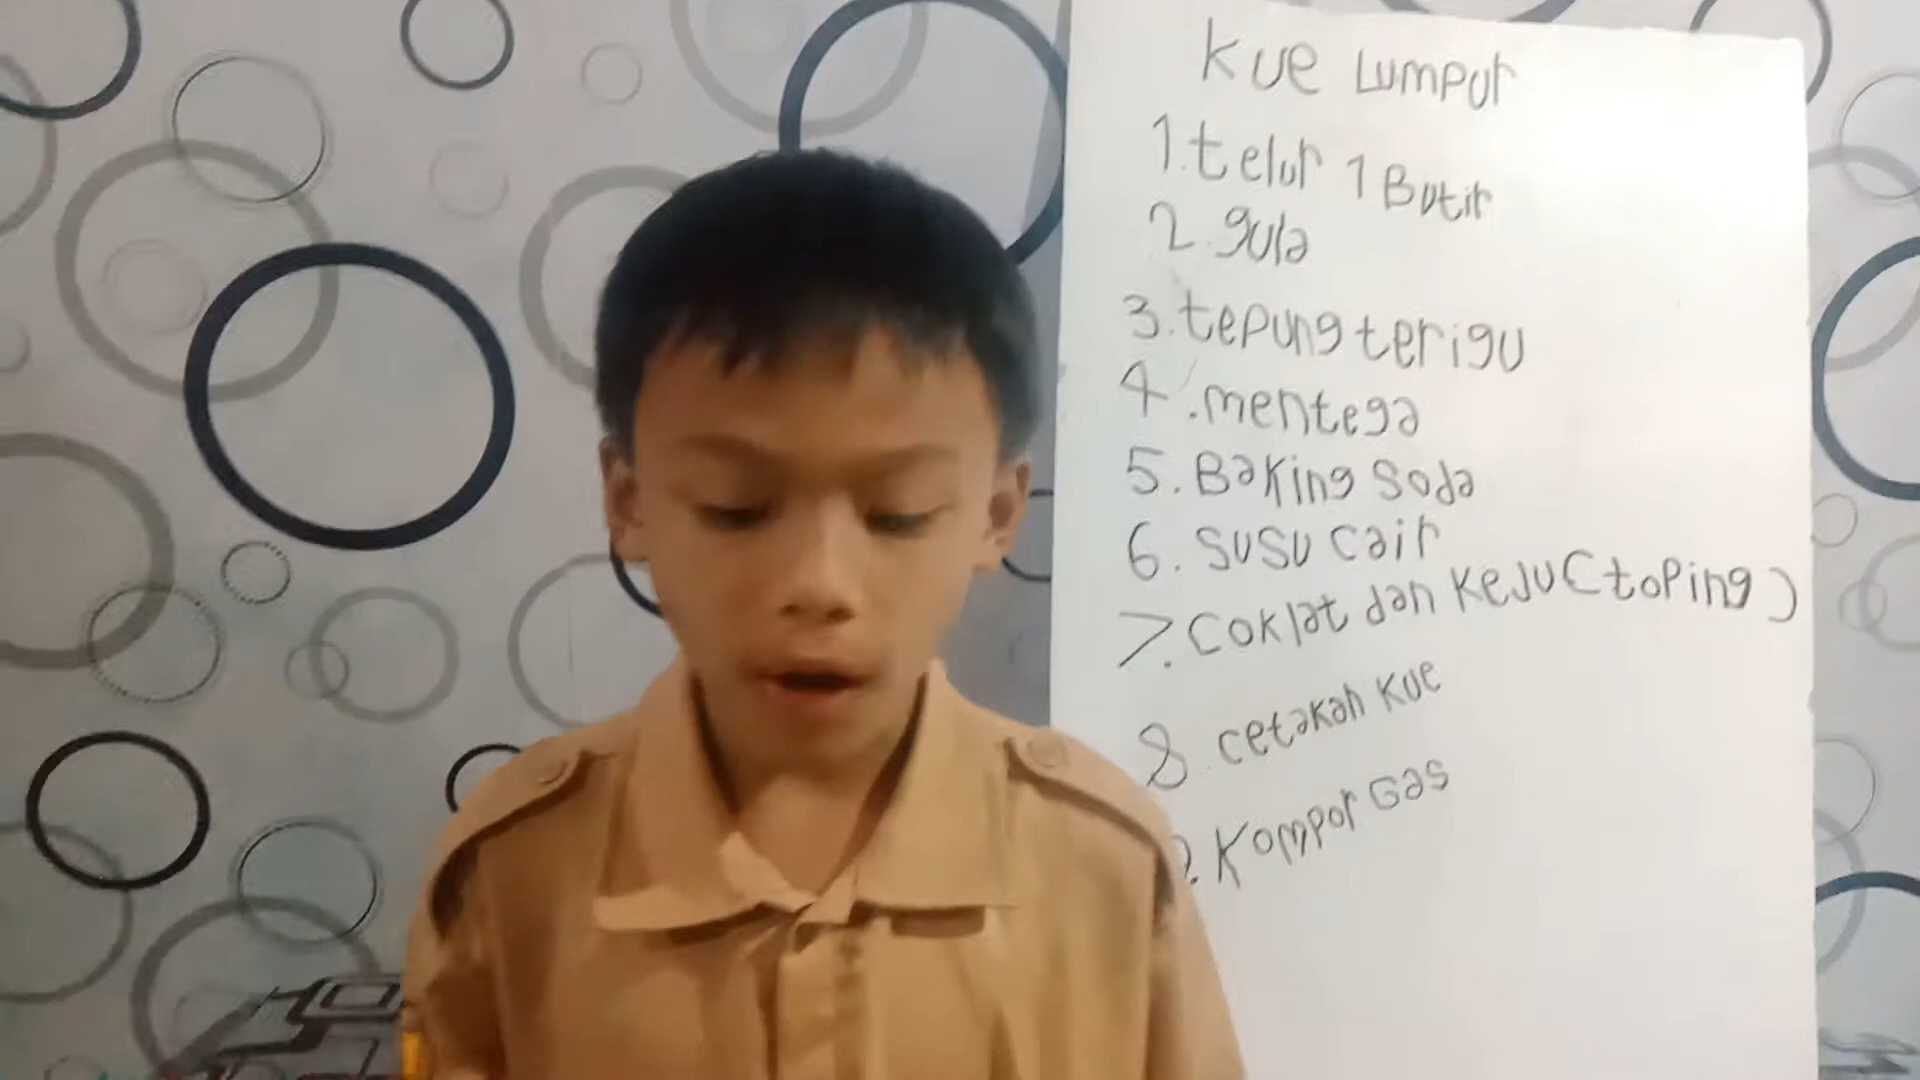 Kue Lumpur
1. telur 1 Butir
2. gula
3. tepung terigu
4. mentega
5. Baking Soda
6. Susu Cair
7. Coklat dan Keju (toping)
8. cetakan Kue
9. Kompor Gas